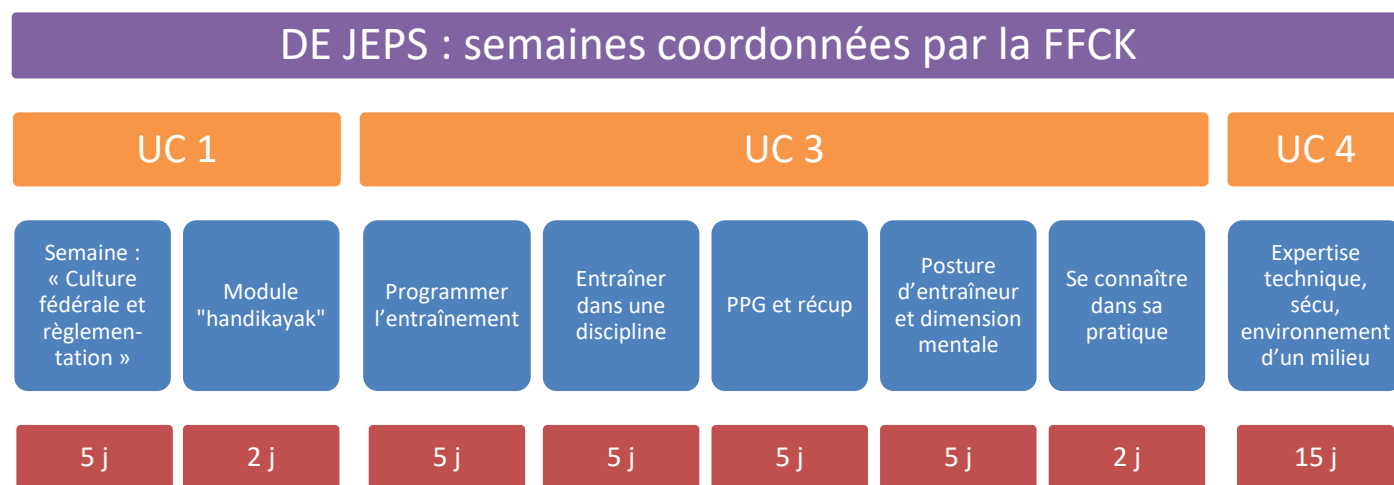 DE JEPS : semaines coordonnées par la FFCK
UC 1
UC 3
UC 4
Semaine :
« Culture
fédérale et
règlemen-
tation »
Module
"handikayak"
Programmer
l’entraînement
Entraîner
dans une
discipline
PPG et récup
Posture
d’entraîneur
et dimension
mentale
Se connaître
dans sa
pratique
Expertise
technique,
sécu,
environnement
d’un milieu
5 j
2 j
5 j
5 j
5 j
5 j
2 j
15 j